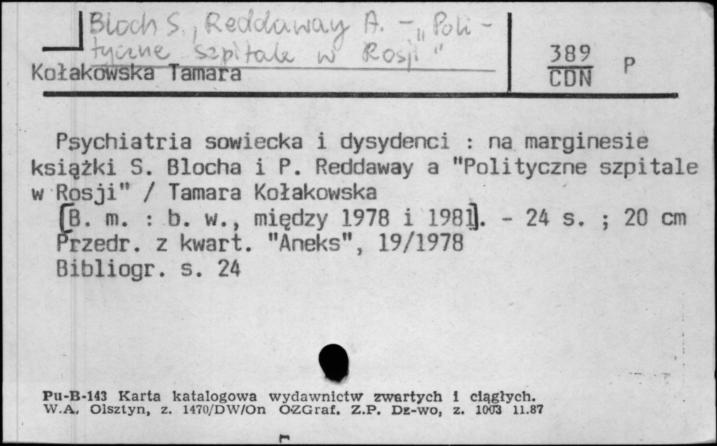 Bloch S., Reddaway A. - "Poli-
tyczne szpitale w Rosji"
Kołakowska Tamara
389
CDN
P
Psychiatria sowiecka i dysydenci : na marginesie
książki S. Blocha i P. Reddaway a "Polityczne szpitale
w Rosji" / Tamara Kołakowska
[B. m. : b. w., między 1978 i 1981]. - 24 s. ; 20 cm
Przedr. z kwart. "Aneks", 19/1978
Bibliogr. s. 24
Pu-B-143 Karta katalogowa wydawnictw zwartych i ciągłych.
W.A. Olsztyn, z. 1470/DW/On OZGraf. Z.P. Dz-wo, z. 1003 11.87